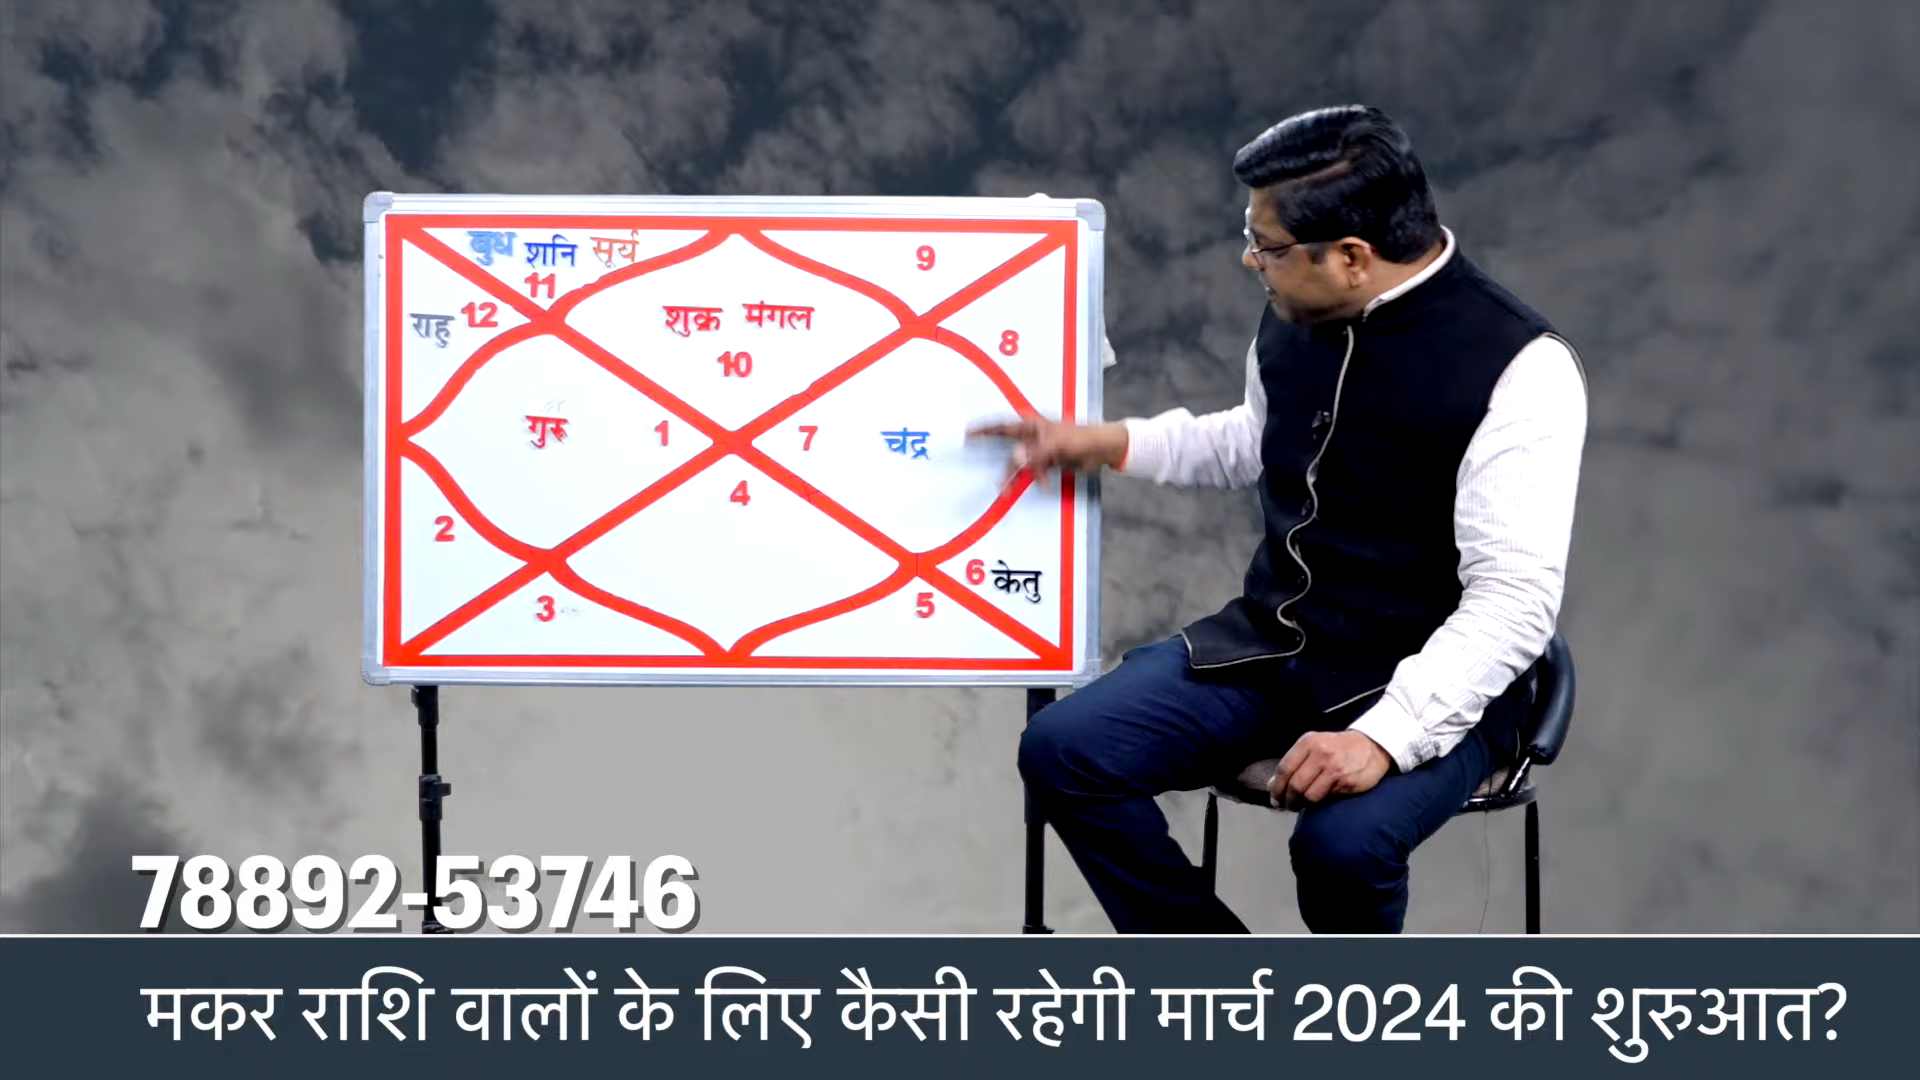 बुध शनि सूर्य
11
9
राहु 12
शुक्र मंगल
10
8
गुरू 1
7 चंद्र
4
2
3
5
6 केतु
78892-53746
मकर राशि वालों के लिए कैसी रहेगी मार्च 2024 की शुरुआत?